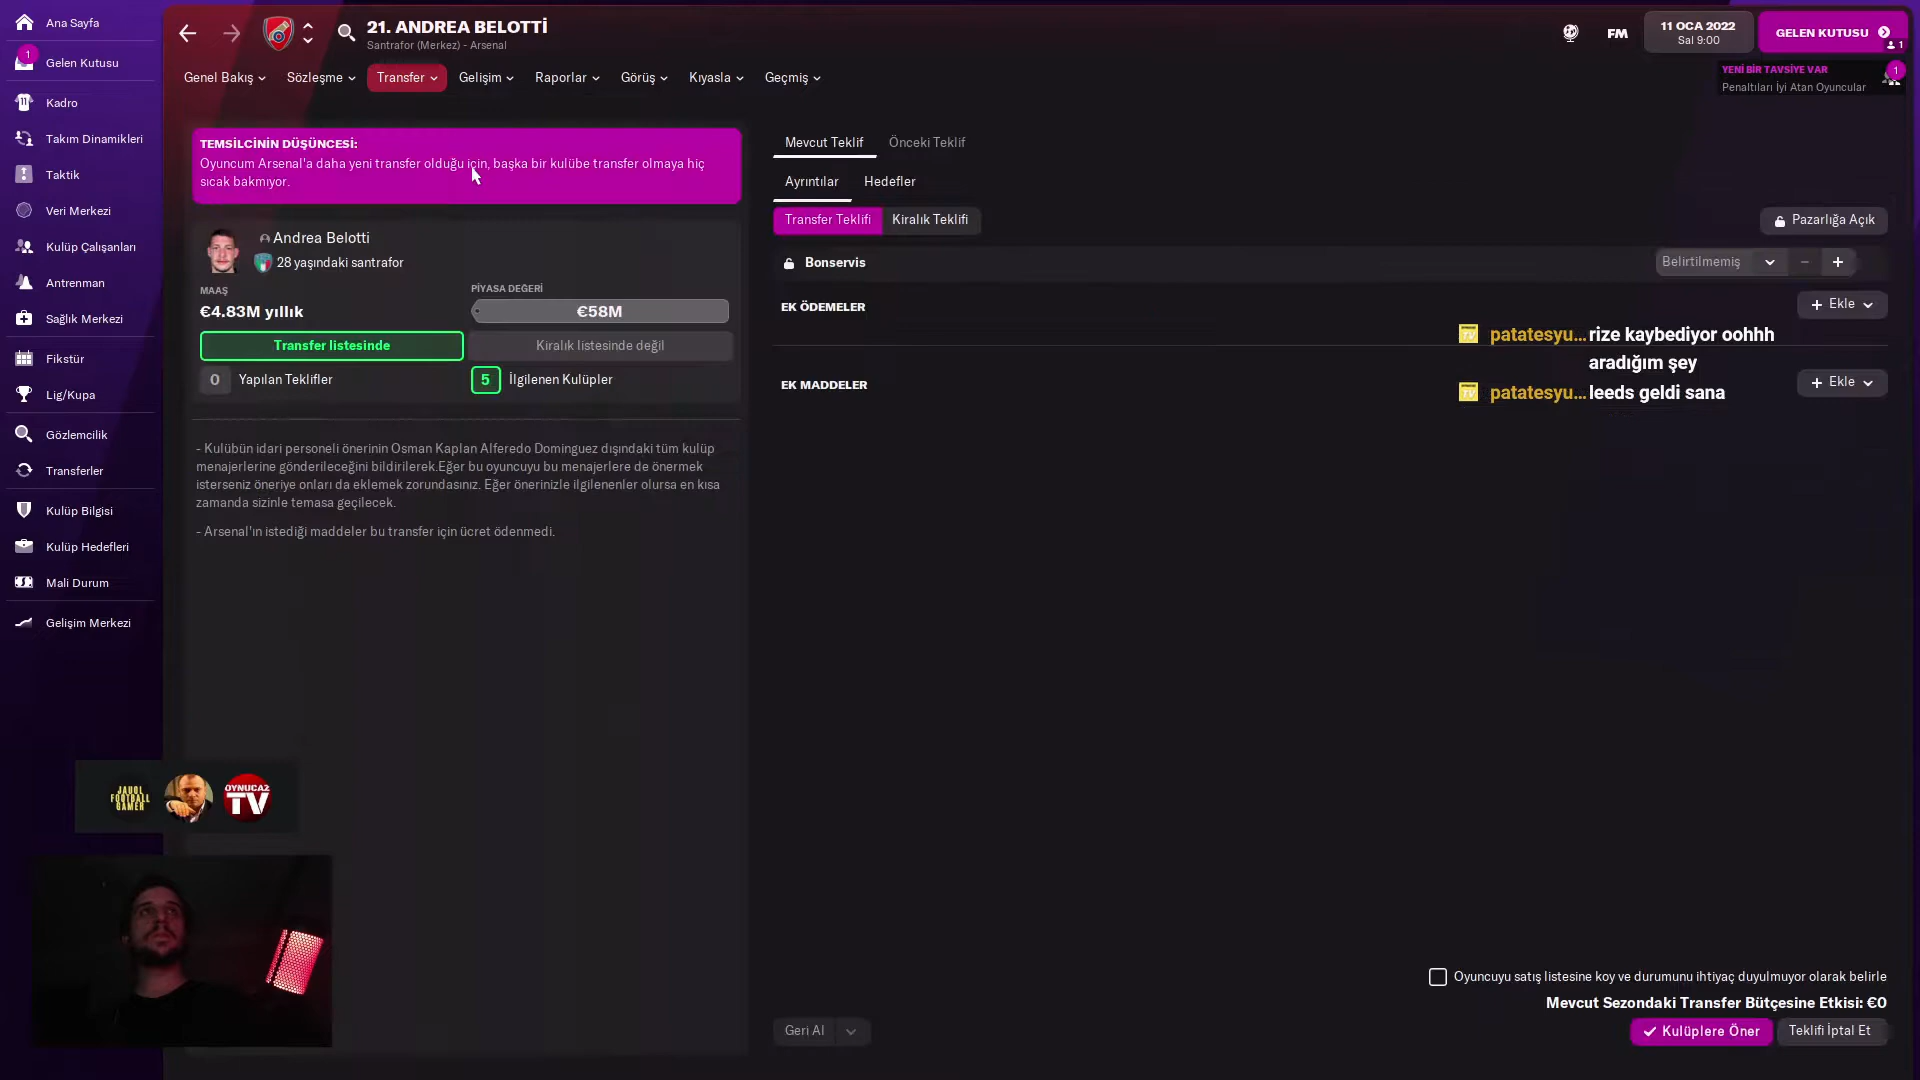 Ana Sayfa
1
Gelen Kutusu
Kadro
Takım Dinamikleri
Taktik
Veri Merkezi
Kulüp Çalışanları
Antrenman
Sağlık Merkezi
Fikstür
Lig/Kupa
Gözlemcilik
Transferler
Kulüp Bilgisi
Kulüp Hedefleri
Mali Durum
Gelişim Merkezi
21. ANDREA BELOTTİ
Santrafor (Merkez) - Arsenal
FM
11 OCA 2022
Sal 9:00
GELEN KUTUSU
1
Genel Bakış
Sözleşme
Transfer
Gelişim
Raporlar
Görüş
Kıyasla
Geçmiş
YENİ BİR TAVSİYE VAR
1
Penaltıları İyi Atan Oyuncular
TEMSİLCİNİN DÜŞÜNCESİ:
Oyuncum Arsenal'a daha yeni transfer olduğu için, başka bir kulübe transfer olmaya hiç
sıcak bakmıyor.
Andrea Belotti
28 yaşındaki santrafor
MAAŞ
€4.83M yıllık
PİYASA DEĞERİ
€58M
Transfer listesinde
Kiralık listesinde değil
0 Yapılan Teklifler
5 İlgilenen Kulüpler
- Kulübün idari personeli önerinin Osman Kaplan Alferedo Dominguez dışındaki tüm kulüp
menajerlerine gönderileceğini bildirilerek.Eğer bu oyuncuyu bu menajerlere de önermek
isterseniz öneriye onları da eklemek zorundasınız. Eğer önerinizle ilgilenenler olursa en kısa
zamanda sizinle temasa geçilecek.
- Arsenal'ın istediği maddeler bu transfer için ücret ödenmedi.
Mevcut Teklif
Önceki Teklif
Ayrıntılar
Hedefler
Transfer Teklifi
Kiralık Teklifi
Pazarlığa Açık
Bonservis
Belirtilmemiş
EK ÖDEMELER
Ekle
patatesyu... rize kaybediyor oohhh
aradığım şey
EK MADDELER
Ekle
patatesyu... leeds geldi sana
JAUOL
FOOTBALL
GAMER
OYNUCA2
TV
Oyuncuyu satış listesine koy ve durumunu ihtiyaç duyulmuyor olarak belirle
Mevcut Sezondaki Transfer Bütçesine Etkisi: €0
Geri Al
Kulüplere Öner
Teklifi İptal Et